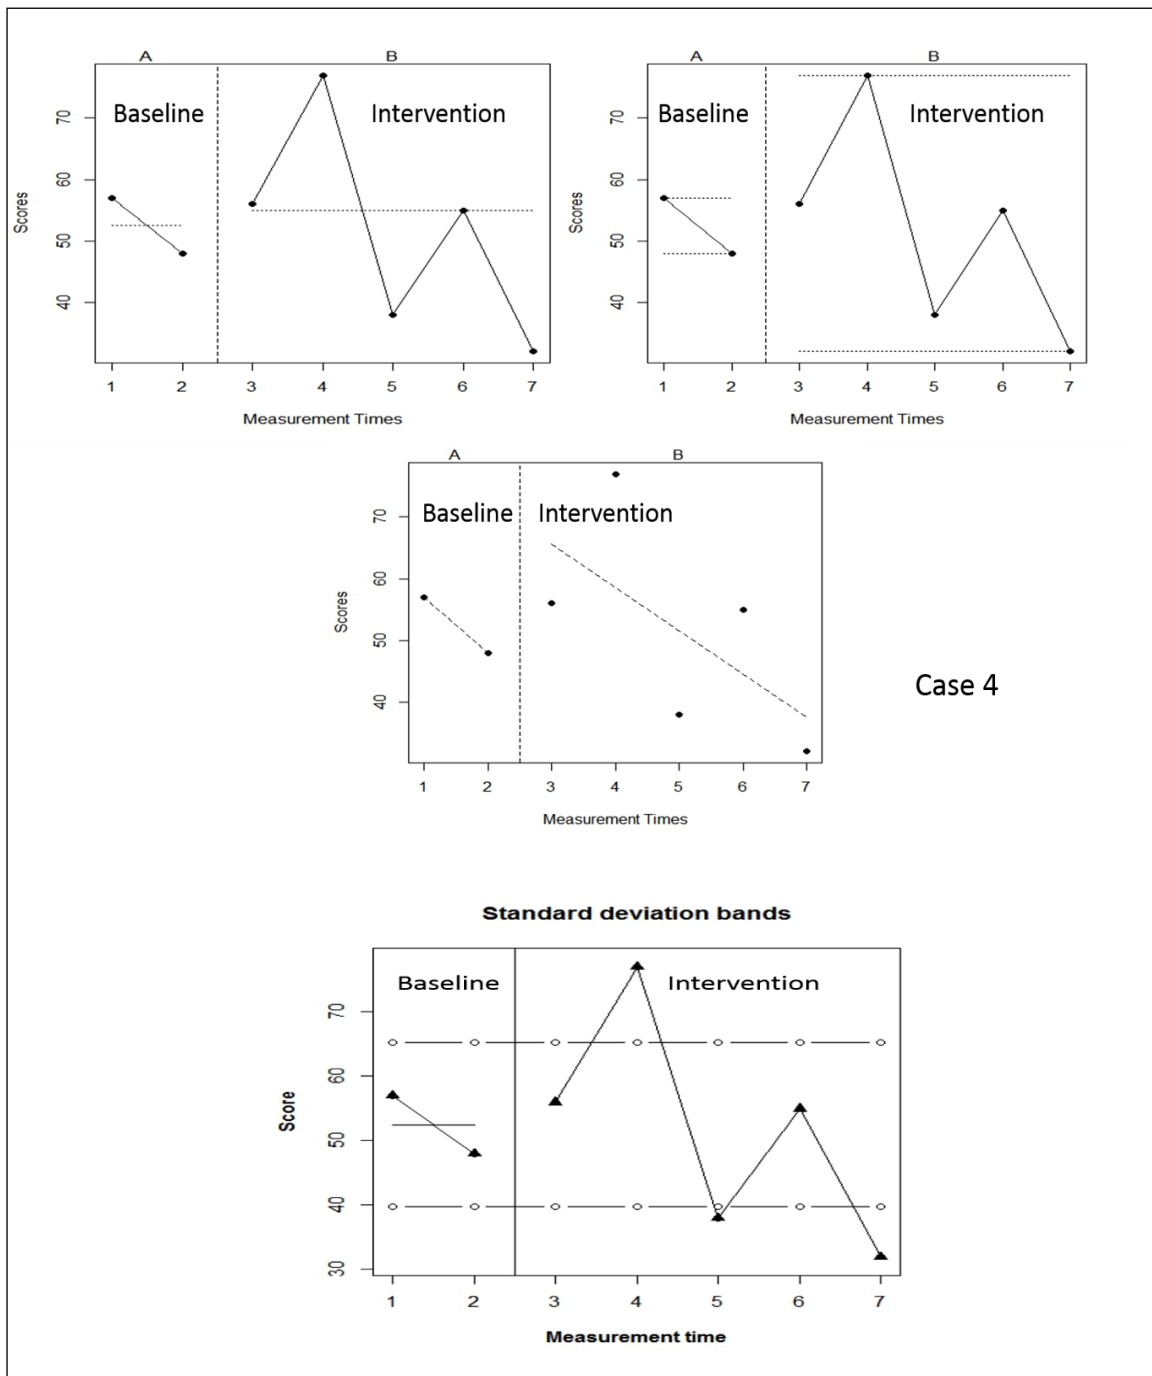 A B
Baseline Intervention
Scores
70
60
50
40
1 2 3 4 5 6 7
Measurement Times
A B
Baseline Intervention
Scores
70
60
50
40
1 2 3 4 5 6 7
Measurement Times
A B
Baseline Intervention
Scores
70
60
50
40
1 2 3 4 5 6 7
Measurement Times
Case 4
Standard deviation bands
Baseline Intervention
Score
70
60
50
40
30
1 2 3 4 5 6 7
Measurement time